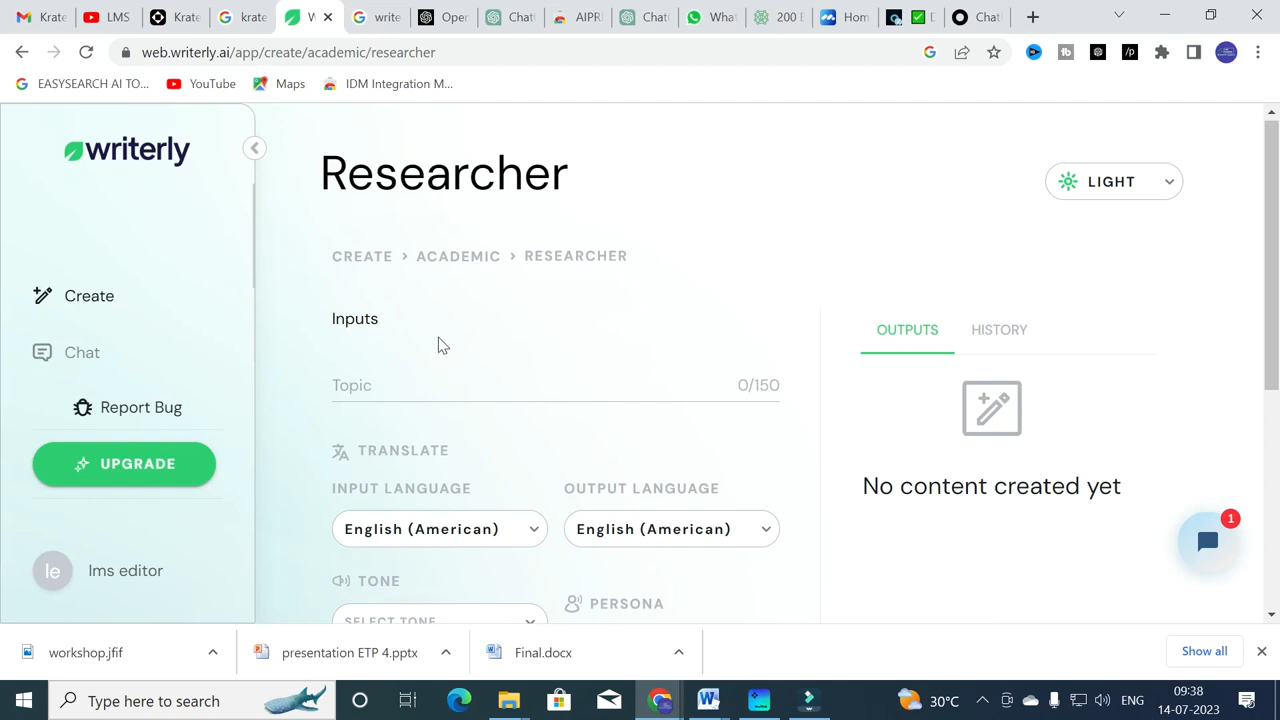 Krate
LMS
Krate
krate
W
write
Oper
Chat
AIPRI
Chat
What
200 E
Hom
D
Chat
web.writerly.ai/app/create/academic/researcher
EASYSEARCH AI TO...
YouTube
Maps
IDM Integration M...
writerly
Create
Chat
Report Bug
UPGRADE
le
lms editor
Researcher
LIGHT
CREATE > ACADEMIC > RESEARCHER
Inputs
OUTPUTS
HISTORY
Topic
0/150
TRANSLATE
INPUT LANGUAGE
OUTPUT LANGUAGE
English (American)
English (American)
TONE
PERSONA
SELECT TONE
No content created yet
1
workshop.jfif
presentation ETP 4.pptx
Final.docx
Show all
Type here to search
30°C
ENG
09:38
14-07-2023